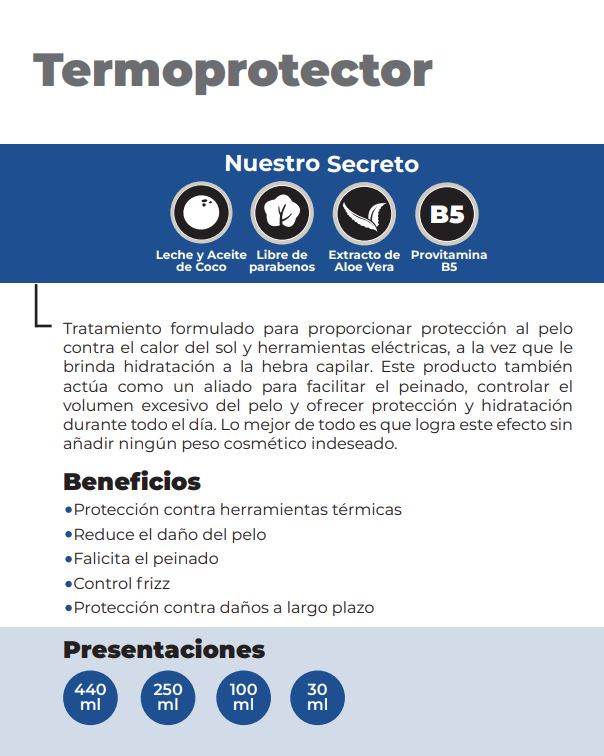 Termoprotector
Nuestro Secreto
B5
Leche y Aceite
de Coco
Libre de
parabenos
Extracto de
Aloe Vera
Provitamina
B5
Tratamiento formulado para proporcionar protección al pelo
contra el calor del sol y herramientas eléctricas, a la vez que le
brinda hidratación a la hebra capilar. Este producto también
actúa como un aliado para facilitar el peinado, controlar el
volumen excesivo del pelo y ofrecer protección y hidratación
durante todo el día. Lo mejor de todo es que logra este efecto sin
añadir ningún peso cosmético indeseado.
Beneficios
•Protección contra herramientas térmicas
•Reduce el daño del pelo
•Falicita el peinado
•Control frizz
•Protección contra daños a largo plazo
Presentaciones
440
ml
250
ml
100
ml
30
ml